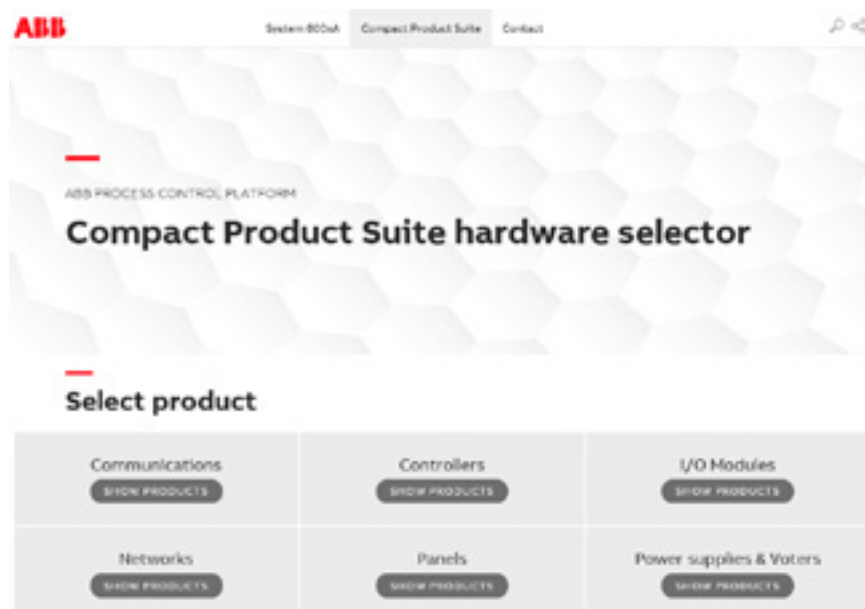 ABB
System 800xA Compact Product Suite Contact
ABB PROCESS CONTROL PLATFORM
Compact Product Suite hardware selector
Select product
Communications Controllers I/O Modules
SHOW PRODUCTS SHOW PRODUCTS SHOW PRODUCTS
Networks Panels Power supplies & Voters
SHOW PRODUCTS SHOW PRODUCTS SHOW PRODUCTS